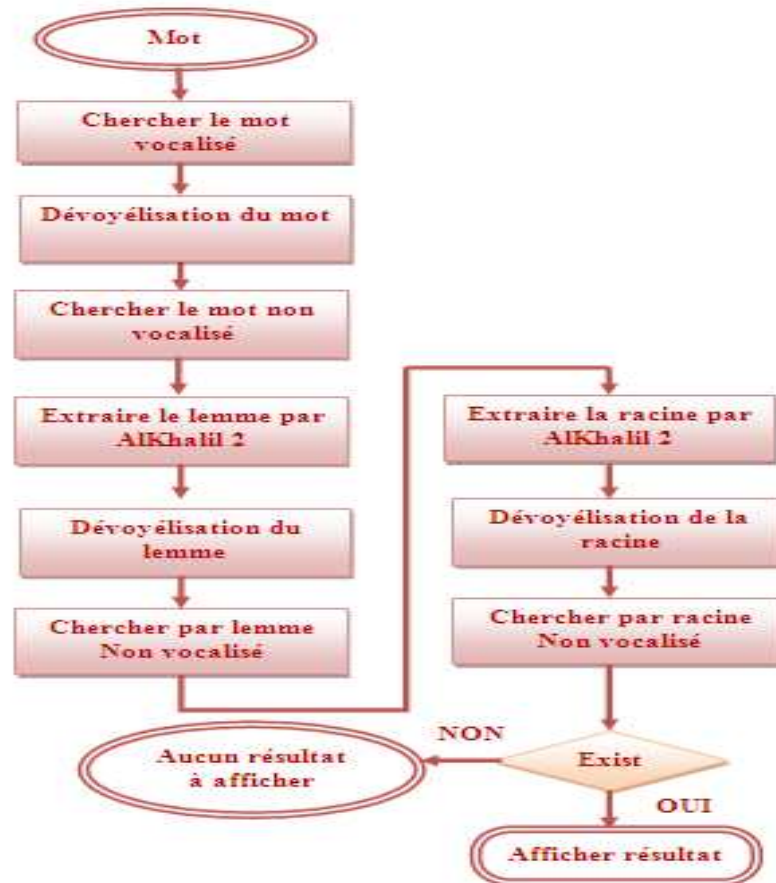 Mot
Chercher le mot
vocalisé
Dévoyélisation du mot
Chercher le mot non
vocalisé
Extraire le lemme par
AlKhalil 2
Dévoyélisation du
lemme
Chercher par lemme
Non vocalisé
Extraire la racine par
AlKhalil 2
Dévoyélisation de la
racine
Chercher par racine
Non vocalisé
Exist
NON
Aucun résultat
à afficher
OUI
Afficher résultat